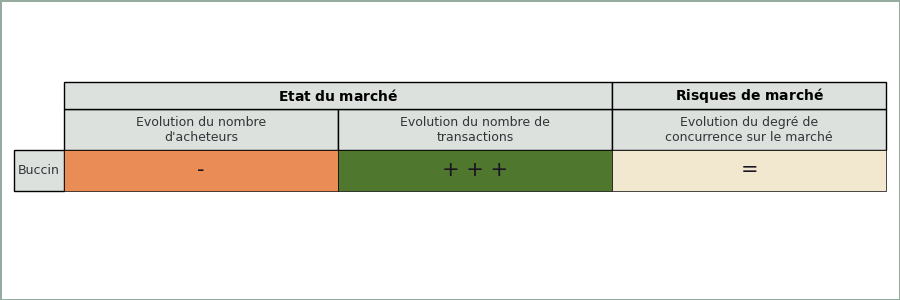 Etat du marché
Risques de marché
Evolution du nombre
d'acheteurs
Evolution du nombre de
transactions
Evolution du degré de
concurrence sur le marché
Buccin
-
+ + +
=